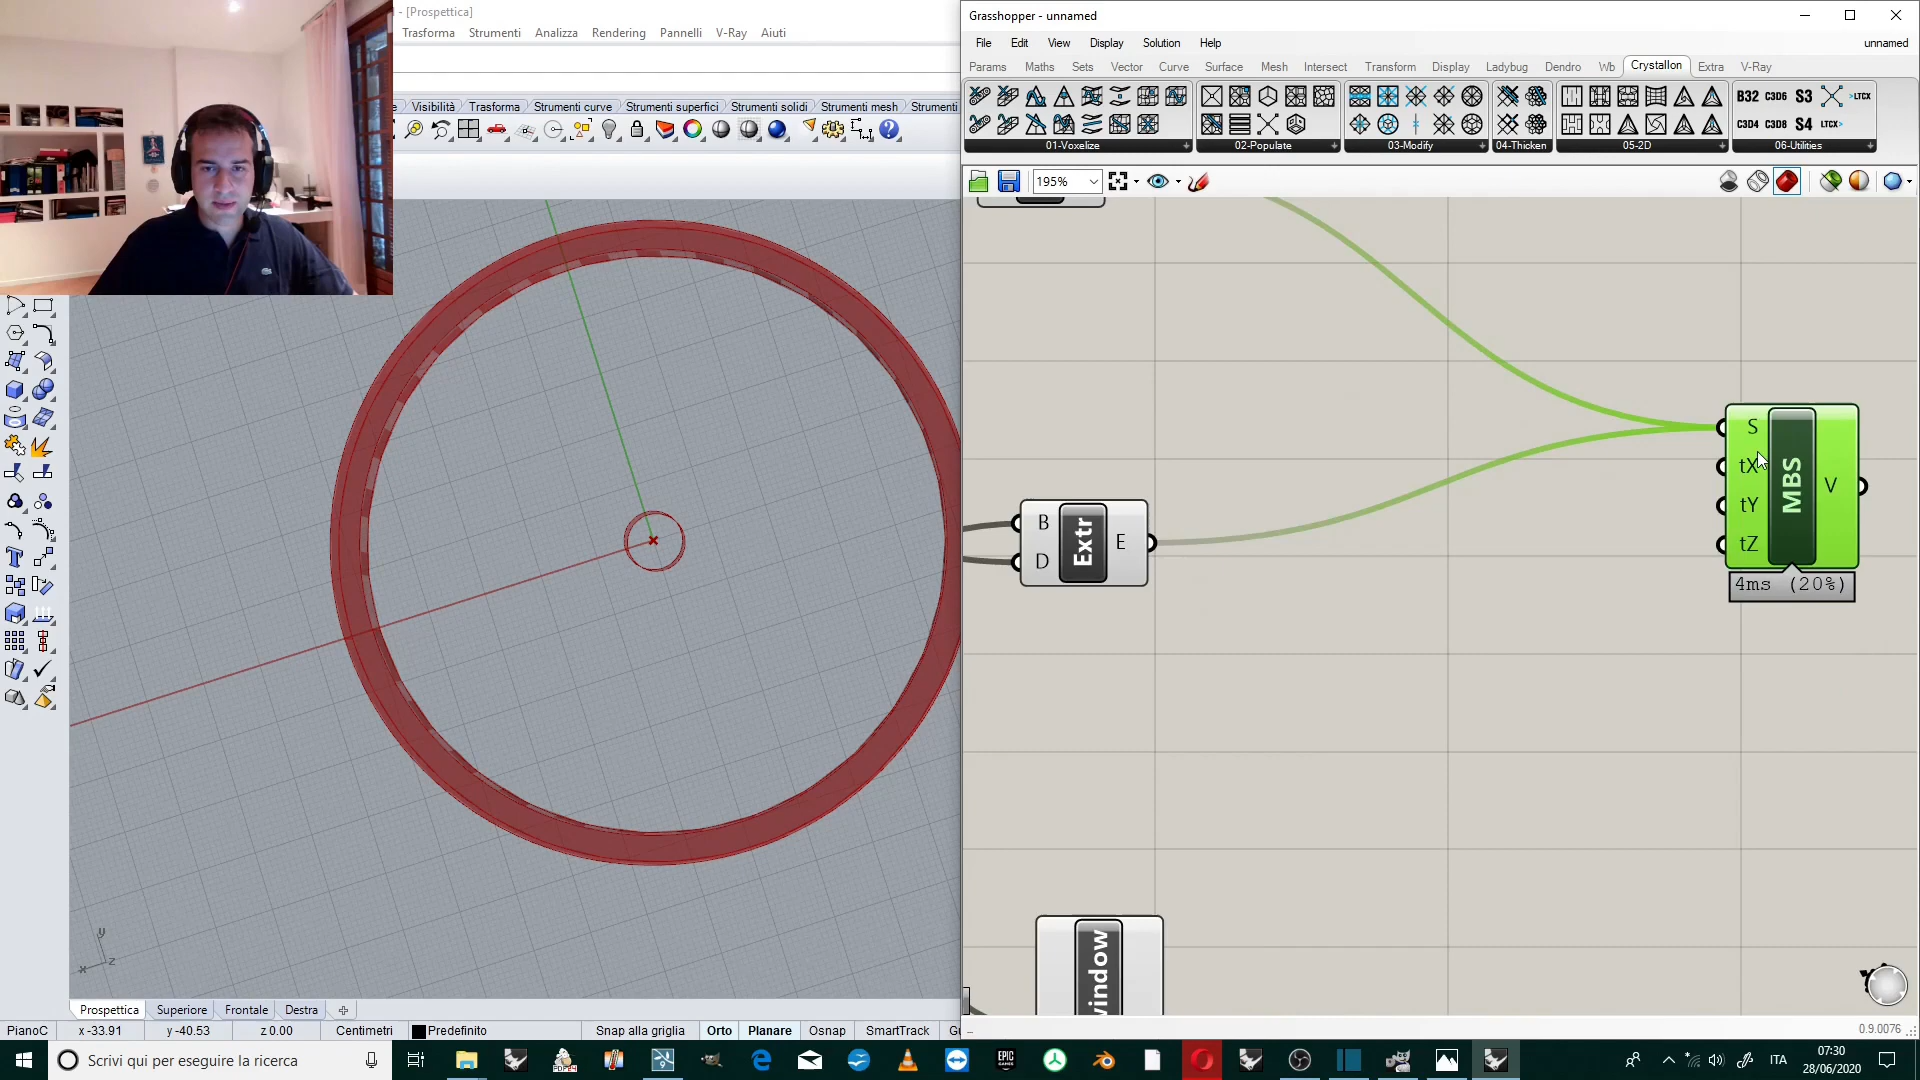 - [Prospettica]
Trasforma Strumenti Analizza Rendering Pannelli V-Ray Aiuti
Visibilità Trasforma Strumenti curve Strumenti superfici Strumenti solidi Strumenti mesh Strumenti
Grasshopper - unnamed
File Edit View Display Solution Help
unnamed
Params Maths Sets Vector Curve Surface Mesh Intersect Transform Display Ladybug Dendro Wb Crystallon Extra V-Ray
B32 C3D6 S3 >LTCX
C3D4 C3D8 S4 LTCX>
01-Voxelize 02-Populate 03-Modify 04-Thicken 05-2D 06-Utilities
195%
S
tX
tY
tZ
MBS
V
4ms (20%)
B
D
Extr
E
y
x
z
Prospettica Superiore Frontale Destra
PianoC x -33.91 y -40.53 z 0.00 Centimetri Predefinito Snap alla griglia Orto Planare Osnap SmartTrack
0.9.0076
Scrivi qui per eseguire la ricerca
ITA
07:30
28/06/2020